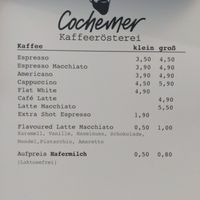 Cochemer
Kaffeerösterei
Kaffee klein groß
Espresso 3,50 4,50
Espresso Macchiato 3,90 4,90
Americano 3,90 4,90
Cappuccino 4,50 5,90
Flat White 4,90
Café Latte 4,90
Latte Macchiato 5,50
Extra Shot Espresso 1,90
Flavoured Latte Macchiato 0,50 1,00
Karamell, Vanille, Haselnuss, Schokolade,
Mandel, Pistacchio, Amaretto
Aufpreis Hafermilch 0,50 0,80
(Laktosefrei)